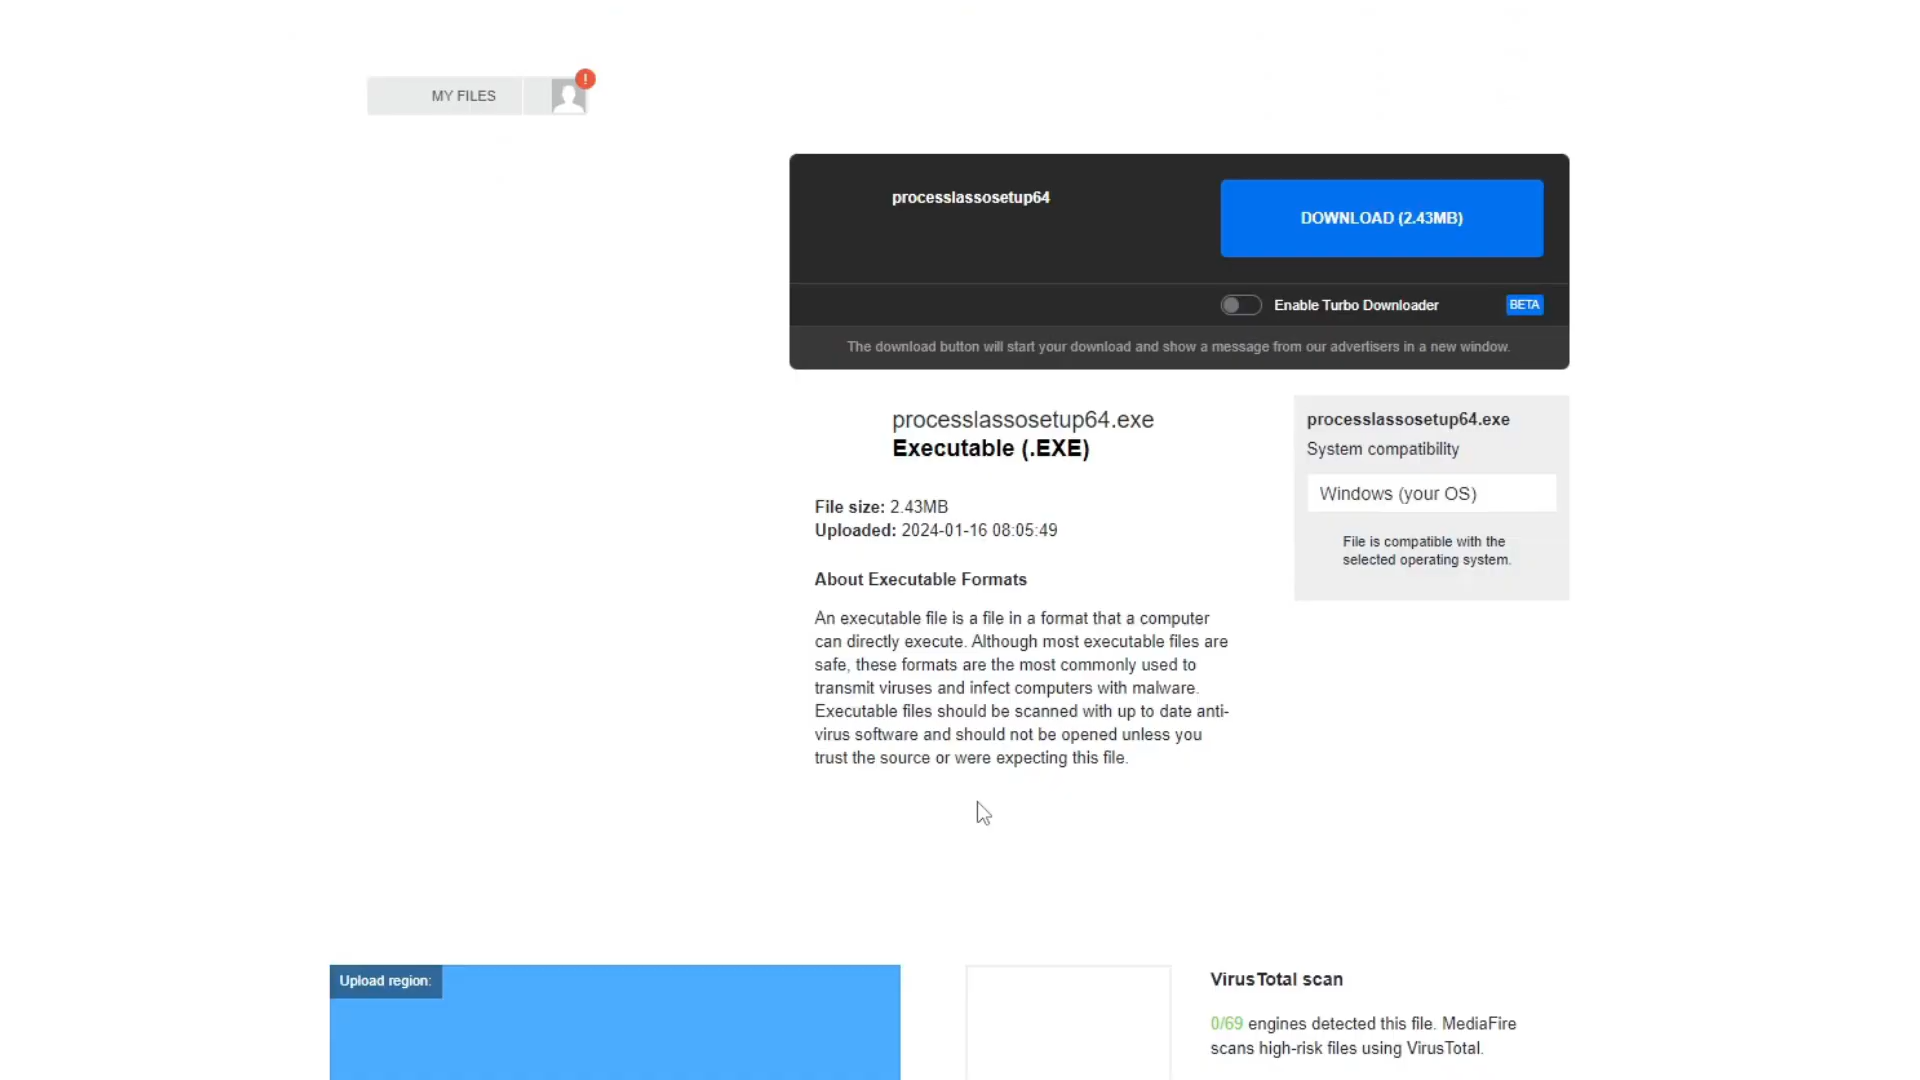 MY FILES
!
processlassosetup64
DOWNLOAD (2.43MB)
Enable Turbo Downloader
BETA
The download button will start your download and show a message from our advertisers in a new window.
processlassosetup64.exe
Executable (.EXE)
File size: 2.43MB
Uploaded: 2024-01-16 08:05:49
About Executable Formats
An executable file is a file in a format that a computer
can directly execute. Although most executable files are
safe, these formats are the most commonly used to
transmit viruses and infect computers with malware.
Executable files should be scanned with up to date anti-
virus software and should not be opened unless you
trust the source or were expecting this file.
processlassosetup64.exe
System compatibility
Windows (your OS)
File is compatible with the
selected operating system.
Upload region:
VirusTotal scan
0/69 engines detected this file. MediaFire
scans high-risk files using VirusTotal.